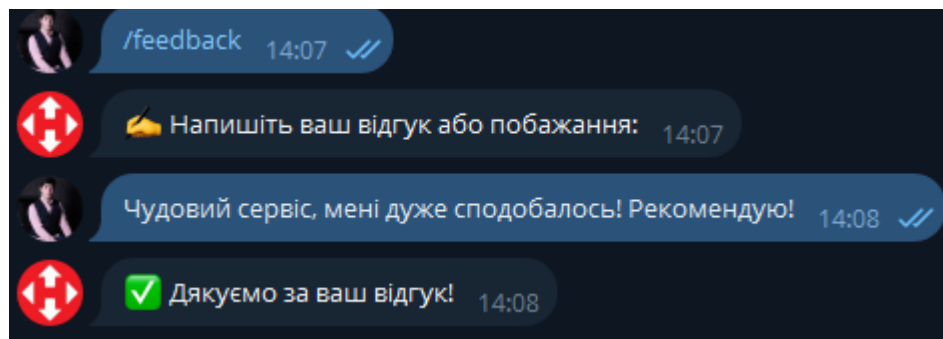 /feedback 14:07
✍️ Напишіть ваш відгук або побажання: 14:07
Чудовий сервіс, мені дуже сподобалось! Рекомендую! 14:08
✅ Дякуємо за ваш відгук! 14:08